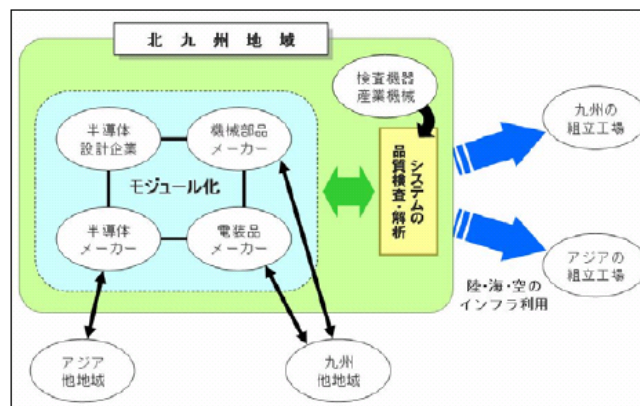 北九州地域
検査機器
産業機械
半導体
設計企業
機械部品
メーカー
モジュール化
半導体
メーカー
電装品
メーカー
システムの
品質検査・解析
九州の
組立工場
アジアの
組立工場
陸・海・空の
インフラ利用
アジア
他地域
九州
他地域